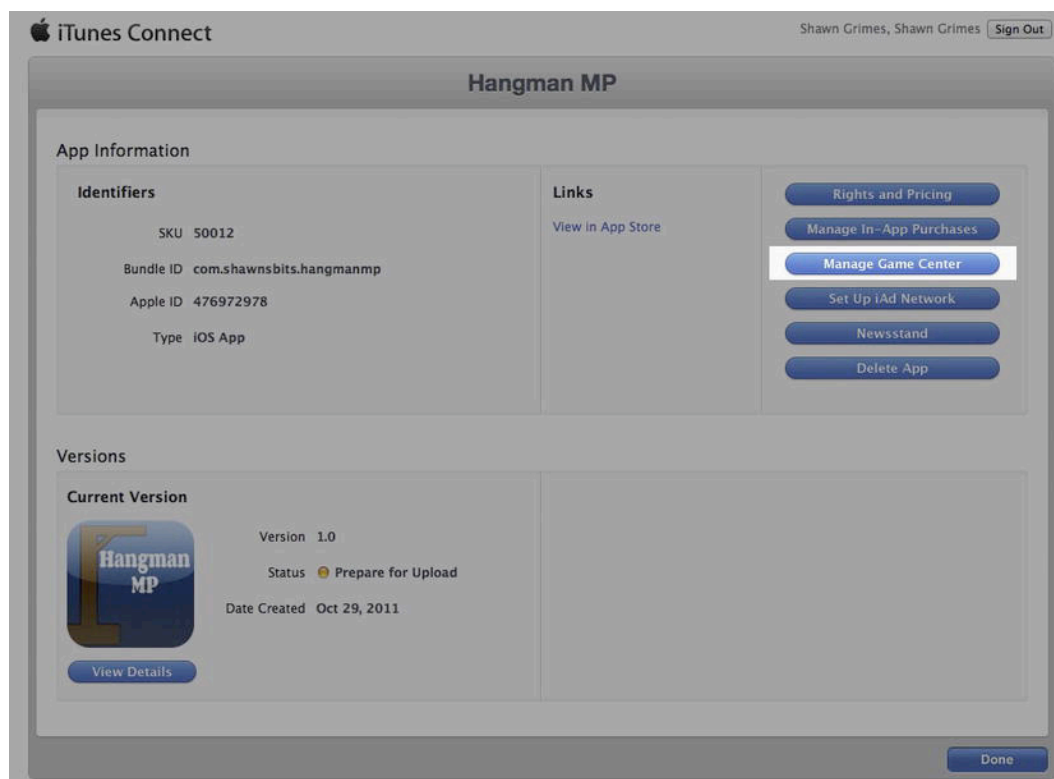 iTunes Connect
Shawn Grimes, Shawn Grimes Sign Out
Hangman MP
App Information
Identifiers
SKU 50012
Bundle ID com.shawnsbits.hangmanmp
Apple ID 476972978
Type iOS App
Links
View in App Store
Rights and Pricing
Manage In-App Purchases
Manage Game Center
Set Up iAd Network
Newsstand
Delete App
Versions
Current Version
Hangman
MP
Version 1.0
Status Prepare for Upload
Date Created Oct 29, 2011
View Details
Done